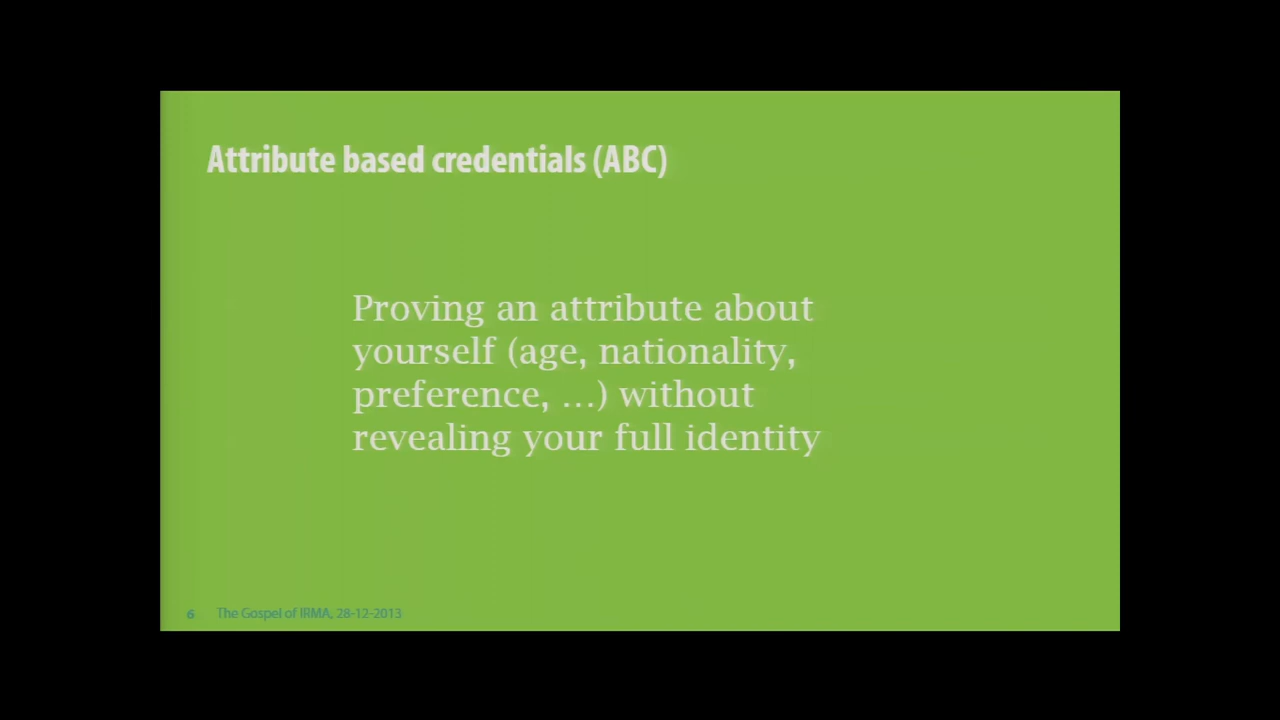 Attribute based credentials (ABC)
Proving an attribute about
yourself (age, nationality,
preference, ...) without
revealing your full identity
6 The Gospel of IRMA, 28-12-2013